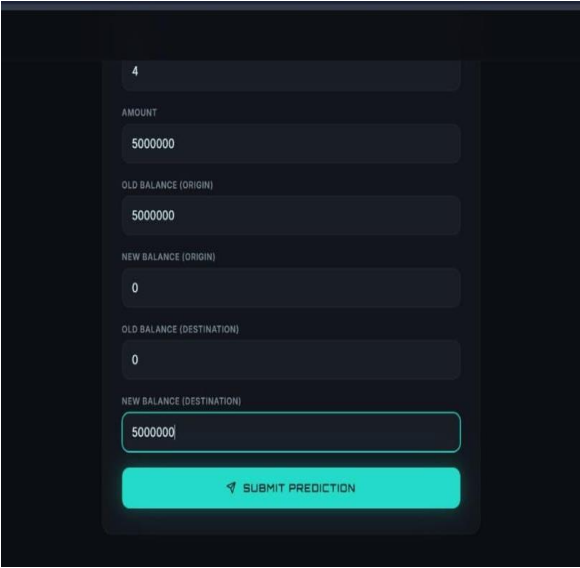 4
AMOUNT
5000000
OLD BALANCE (ORIGIN)
5000000
NEW BALANCE (ORIGIN)
0
OLD BALANCE (DESTINATION)
0
NEW BALANCE (DESTINATION)
5000000
SUBMIT PREDICTION